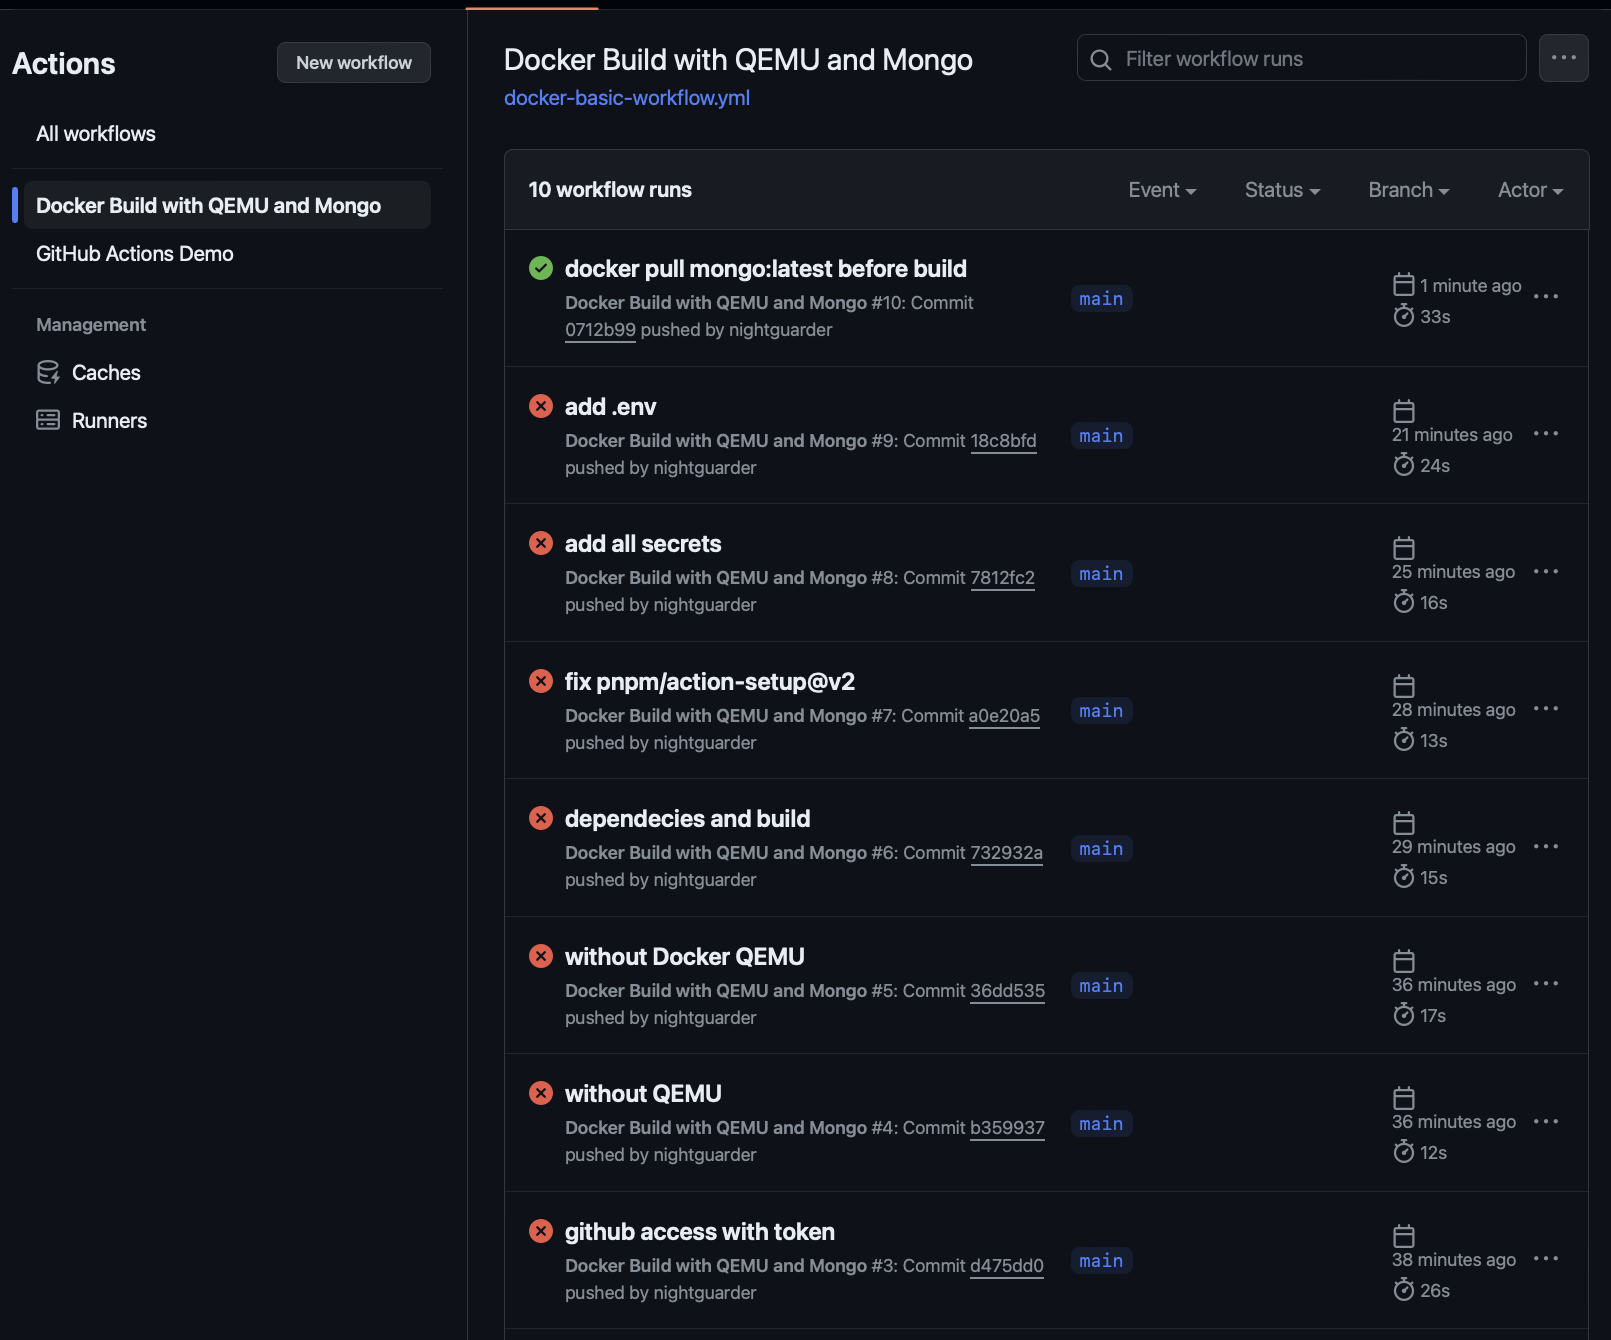 Actions
New workflow
All workflows
Docker Build with QEMU and Mongo
GitHub Actions Demo
Management
Caches
Runners
Docker Build with QEMU and Mongo
docker-basic-workflow.yml
Filter workflow runs
10 workflow runs
Event
Status
Branch
Actor
docker pull mongo:latest before build
Docker Build with QEMU and Mongo #10: Commit
0712b99 pushed by nightguarder
main
1 minute ago
33s
add .env
Docker Build with QEMU and Mongo #9: Commit 18c8bfd
pushed by nightguarder
main
21 minutes ago
24s
add all secrets
Docker Build with QEMU and Mongo #8: Commit 7812fc2
pushed by nightguarder
main
25 minutes ago
16s
fix pnpm/action-setup@v2
Docker Build with QEMU and Mongo #7: Commit a0e20a5
pushed by nightguarder
main
28 minutes ago
13s
dependecies and build
Docker Build with QEMU and Mongo #6: Commit 732932a
pushed by nightguarder
main
29 minutes ago
15s
without Docker QEMU
Docker Build with QEMU and Mongo #5: Commit 36dd535
pushed by nightguarder
main
36 minutes ago
17s
without QEMU
Docker Build with QEMU and Mongo #4: Commit b359937
pushed by nightguarder
main
36 minutes ago
12s
github access with token
Docker Build with QEMU and Mongo #3: Commit d475dd0
pushed by nightguarder
main
38 minutes ago
26s